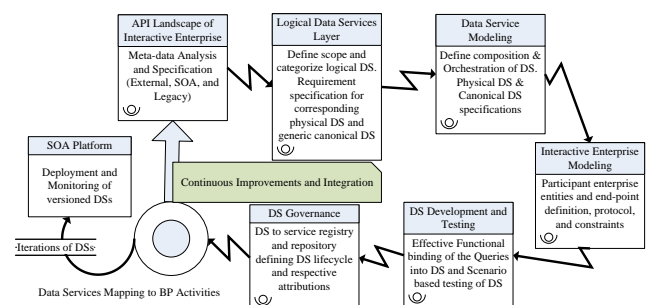 API Landscape of
Interactive Enterprise
Meta-data Analysis
and Specification
(External, SOA, and
Legacy)
Logical Data Services
Layer
Define scope and
categorize logical DS.
Requirement
specification for
corresponding
physical DS and
generic canonical DS
Data Service
Modeling
Define composition &
Orchestration of DS.
Physical DS &
Canonical DS
specifications
Interactive Enterprise
Modeling
Participant enterprise
entities and end-point
definition, protocol,
and constraints
DS Development and
Testing
Effective Functional
binding of the Queries
into DS and Scenario
based testing of DS
DS Governance
DS to service registry
and repository
defining DS lifecycle
and respective
attributions
Continuous Improvements and Integration
SOA Platform
Deployment and
Monitoring of
versioned DSs
Iterations of DSs
Data Services Mapping to BP Activities